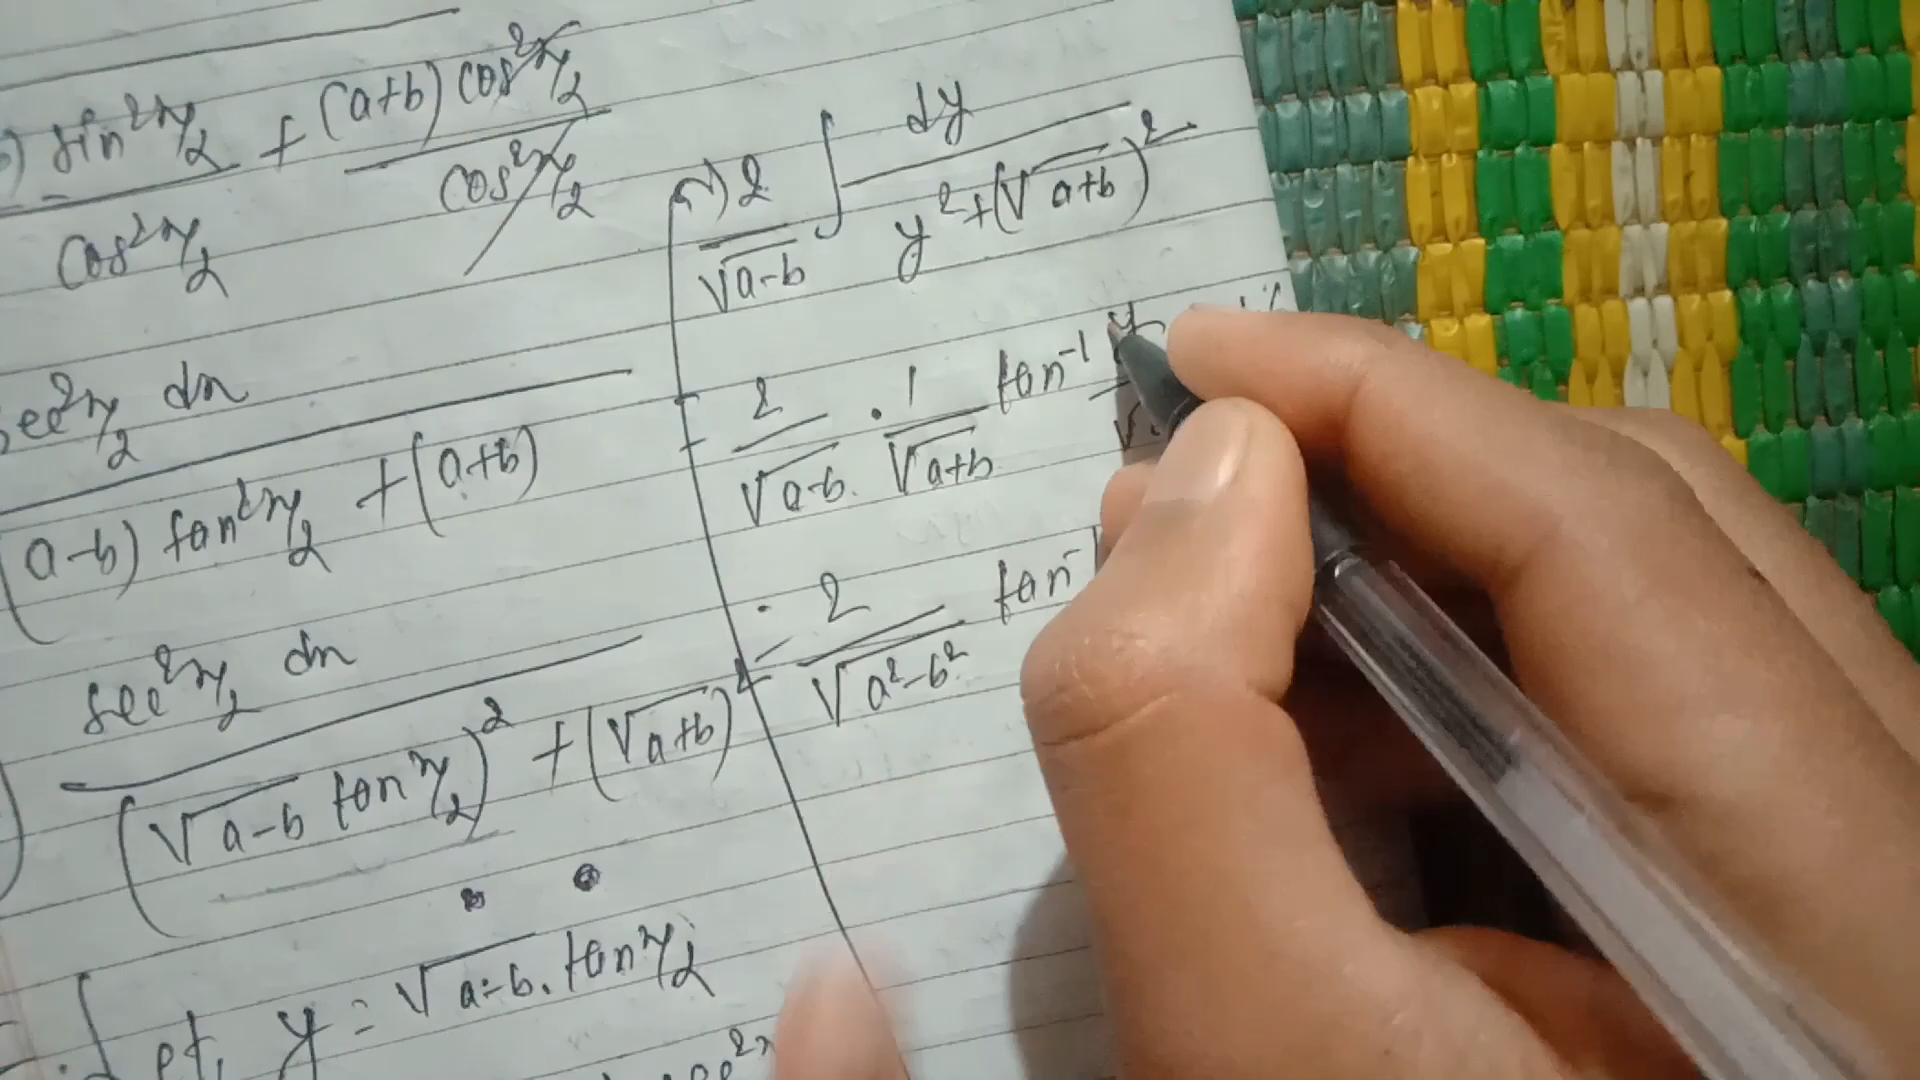 sin²x/2 / cos²x/2 + (a+b) cos²x/2 / cos²x/2
sec²x/2 dx
(a-b) tan²x/2 + (a+b)
sec²x/2 dx
(√a-b tan x/2)² + (√a+b)²
let, y = √a-b . tan x/2
2/√a-b ∫ dy / y² + (√a+b)²
= 2/√a-b . 1/√a+b tan⁻¹ y
= 2/√a²-b² tan⁻¹